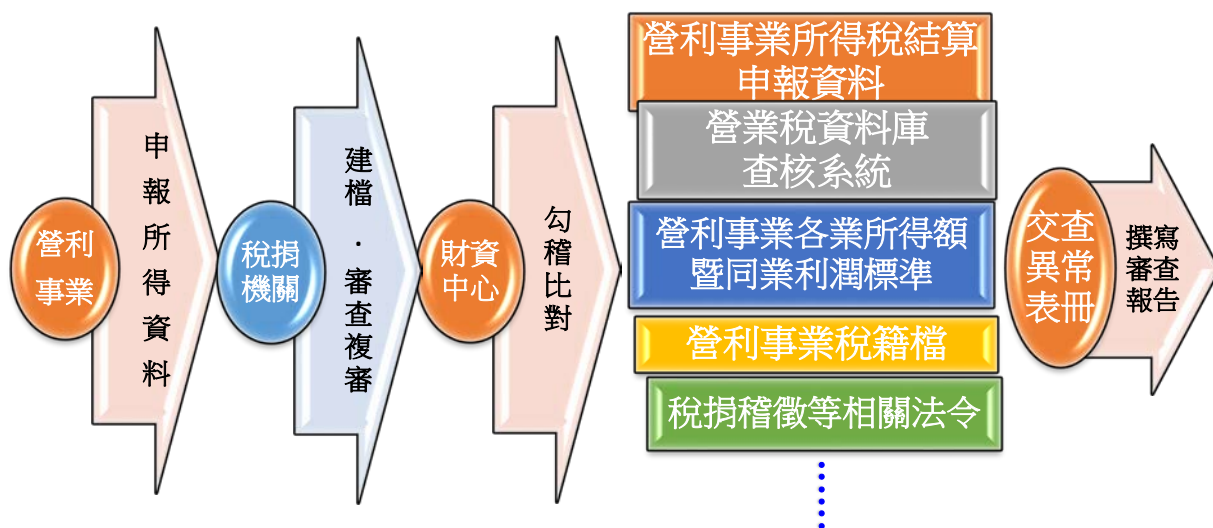 營利
事業
申報所得資料
稅捐
機關
建檔．審查複審
財資
中心
勾稽比對
營利事業所得稅結算
申報資料
營業稅資料庫
查核系統
營利事業各業所得額
暨同業利潤標準
營利事業稅籍檔
稅捐稽徵等相關法令
交查
異常
表冊
撰寫
審查
報告